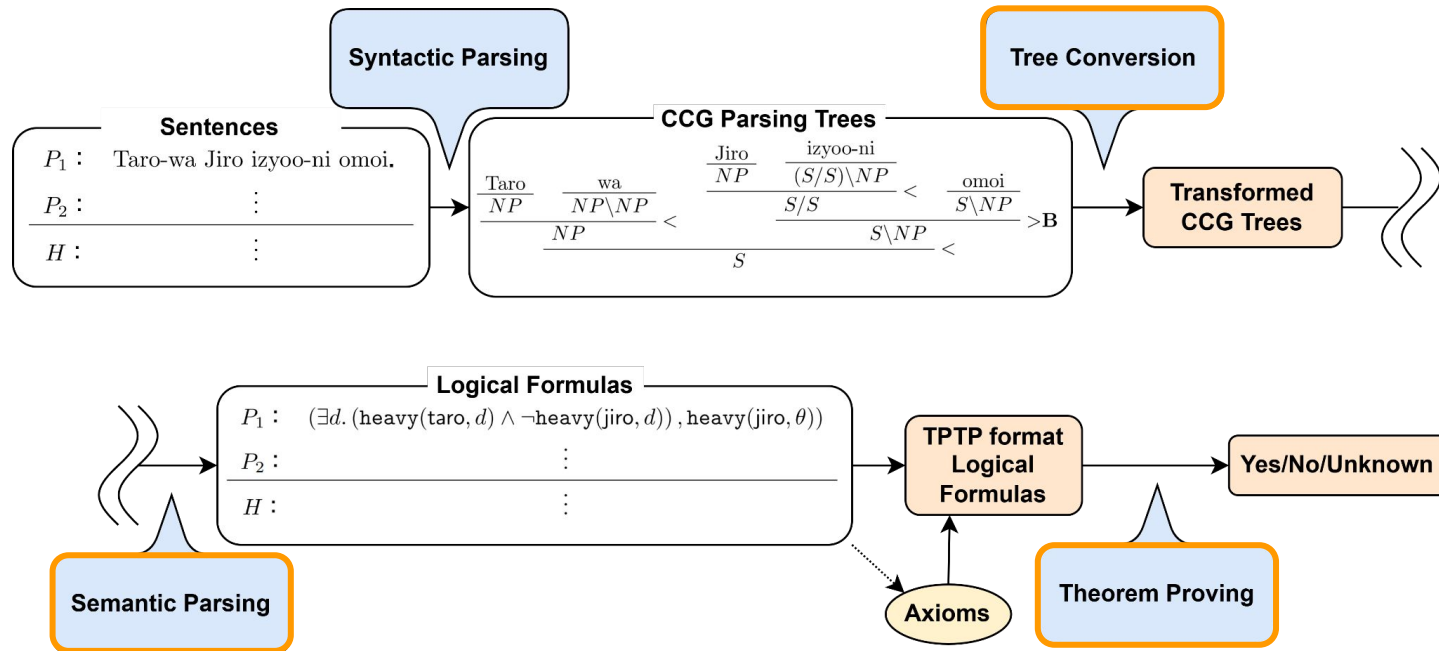 Syntactic Parsing
Tree Conversion
Sentences
P₁ : Taro-wa Jiro izyoo-ni omoi.
P₂ : ⋮
H : ⋮
CCG Parsing Trees
Jiro izyoo-ni
Taro wa NP (S/S)\NP < omoi
NP NP\NP < S/S S\NP >B
NP S\NP <
S
Transformed
CCG Trees
Logical Formulas
P₁ : (∃d. (heavy(taro, d) ∧ ¬heavy(jiro, d)) , heavy(jiro, θ))
P₂ : ⋮
H : ⋮
TPTP format
Logical
Formulas
Yes/No/Unknown
Semantic Parsing
Axioms
Theorem Proving